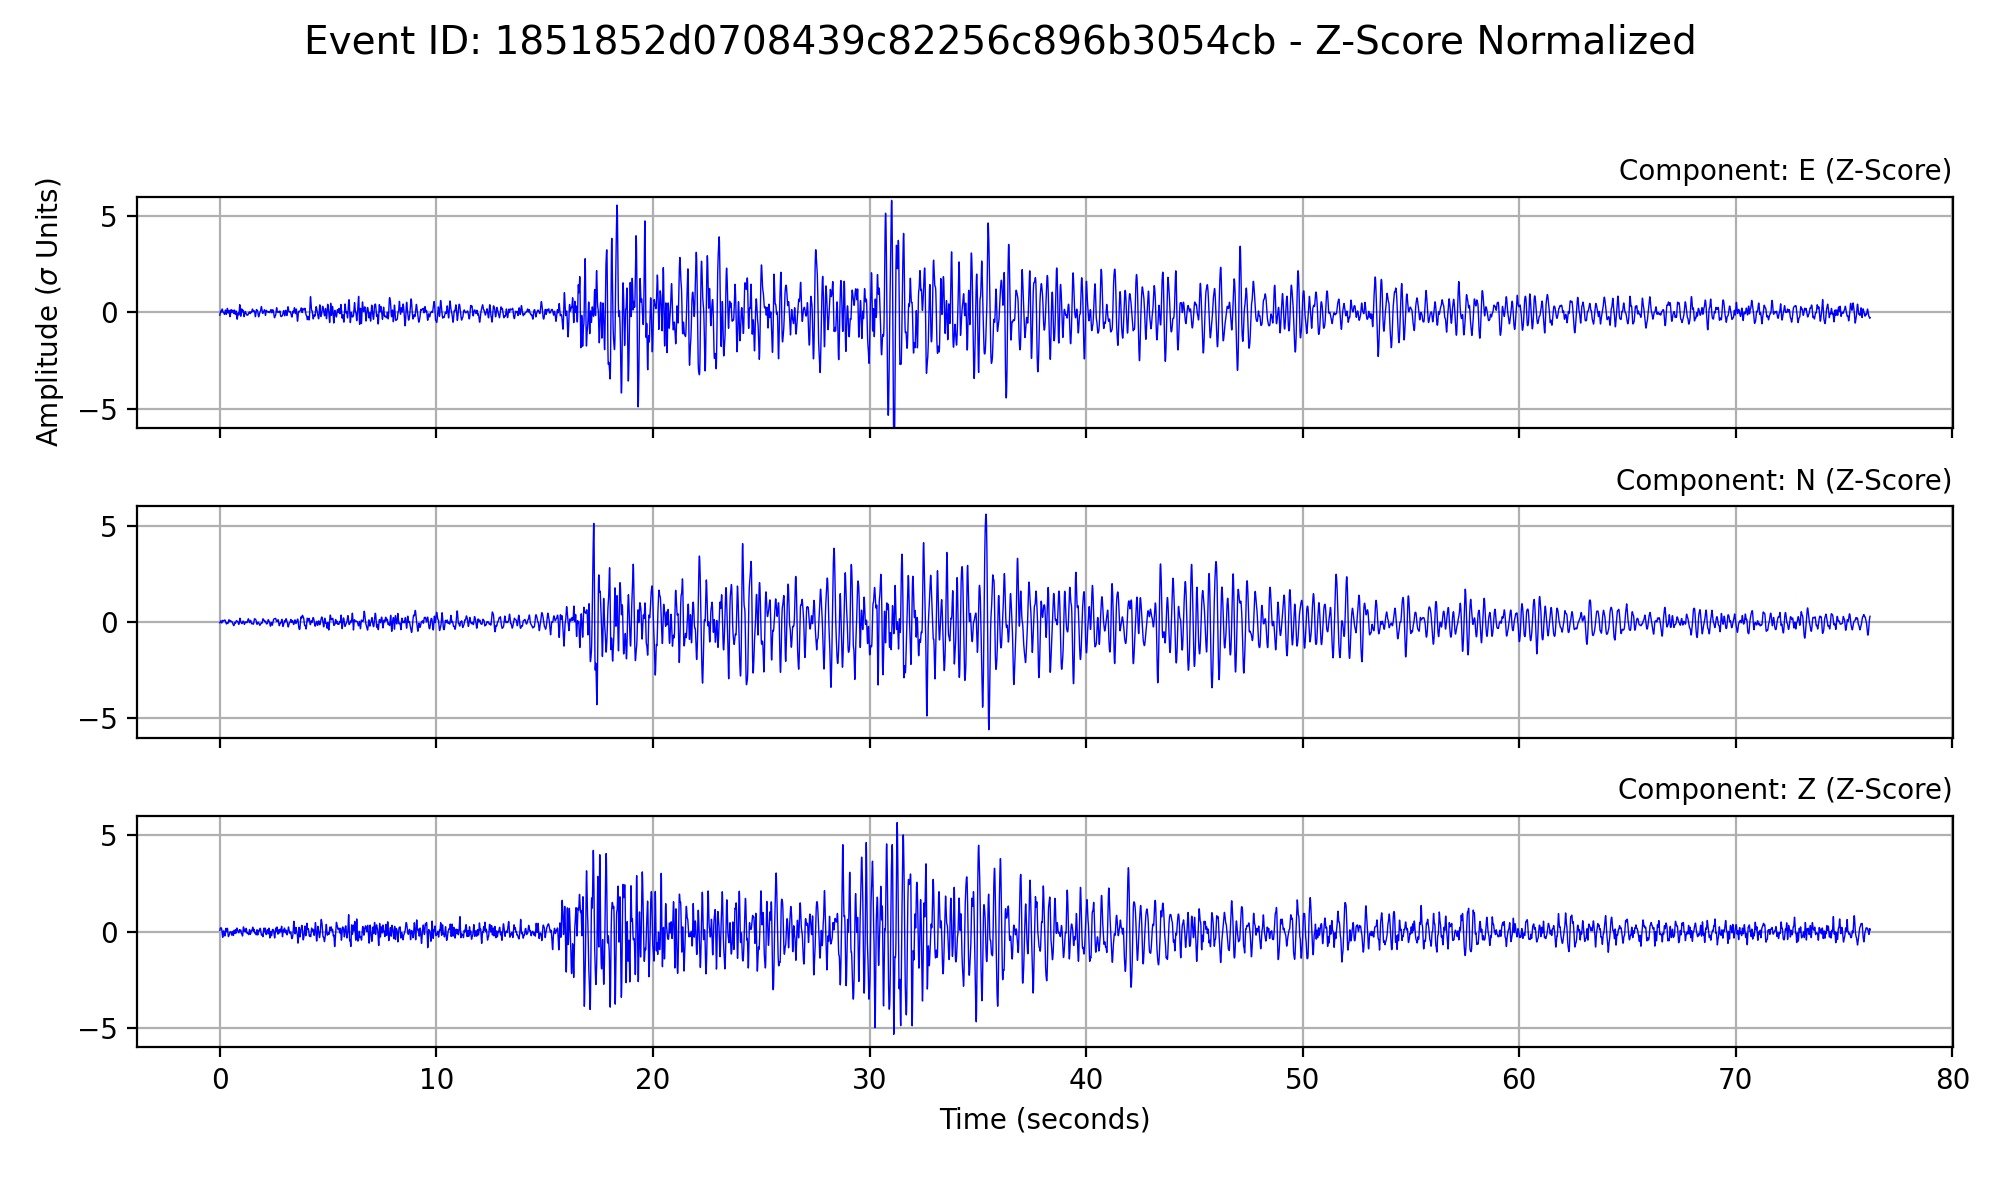 Event ID: 1851852d0708439c82256c896b3054cb - Z-Score Normalized
Component: E (Z-Score)
Amplitude (σ Units)
5
0
−5
Component: N (Z-Score)
5
0
−5
Component: Z (Z-Score)
5
0
−5
0 10 20 30 40 50 60 70 80
Time (seconds)